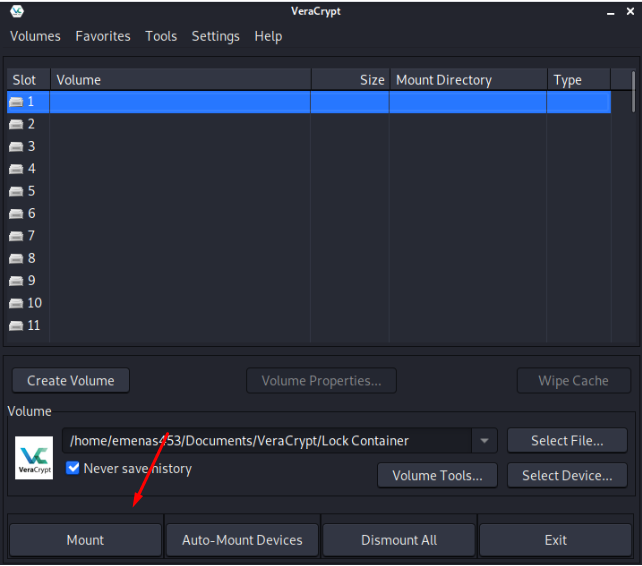 VeraCrypt
Volumes Favorites Tools Settings Help
Slot Volume Size Mount Directory Type
1
2
3
4
5
6
7
8
9
10
11
Create Volume Volume Properties... Wipe Cache
Volume
/home/emenas453/Documents/VeraCrypt/Lock Container Select File...
VeraCrypt Never save history
Volume Tools... Select Device...
Mount Auto-Mount Devices Dismount All Exit